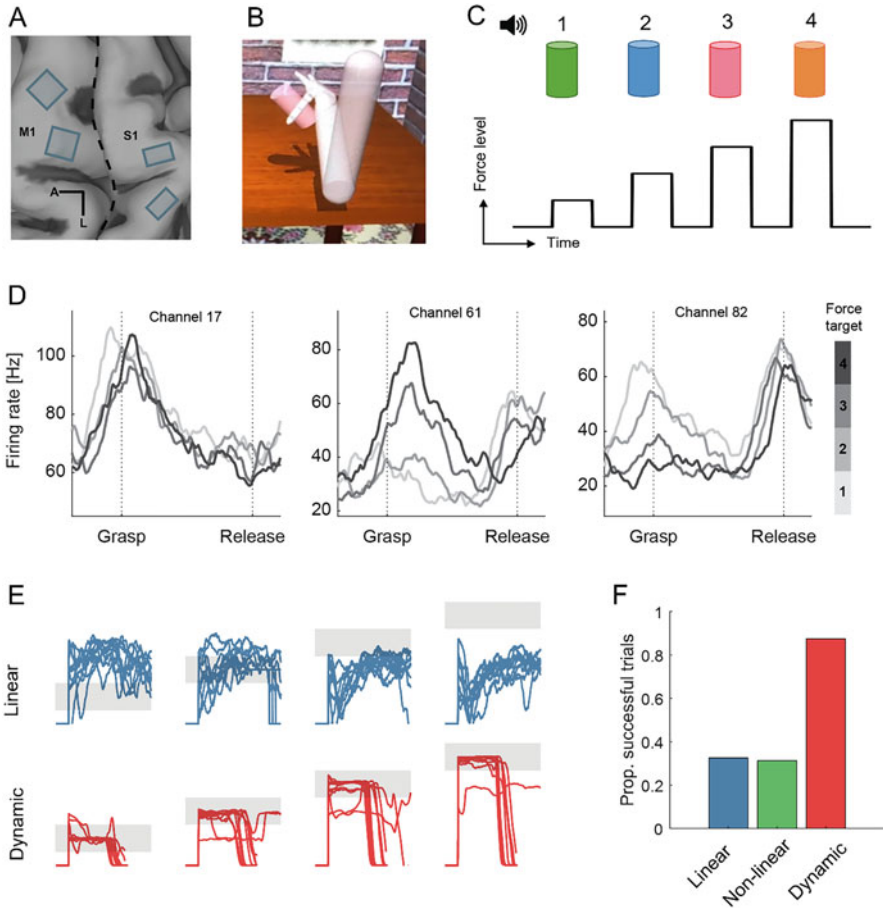 A
M1
S1
A
L
B
C
1 2 3 4
Force level
Time
D
Channel 17
Channel 61
Channel 82
Firing rate [Hz]
100
80
60
80
60
40
20
80
60
40
20
Grasp Release
Grasp Release
Grasp Release
Force
target
4
3
2
1
E
Linear
Dynamic
F
Prop. successful trials
1
0.8
0.6
0.4
0.2
0
Linear
Non-linear
Dynamic